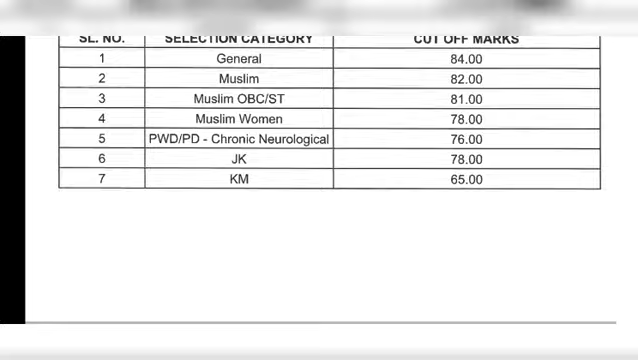 SL. NO. SELECTION CATEGORY CUT OFF MARKS
1 General 84.00
2 Muslim 82.00
3 Muslim OBC/ST 81.00
4 Muslim Women 78.00
5 PWD/PD - Chronic Neurological 76.00
6 JK 78.00
7 KM 65.00